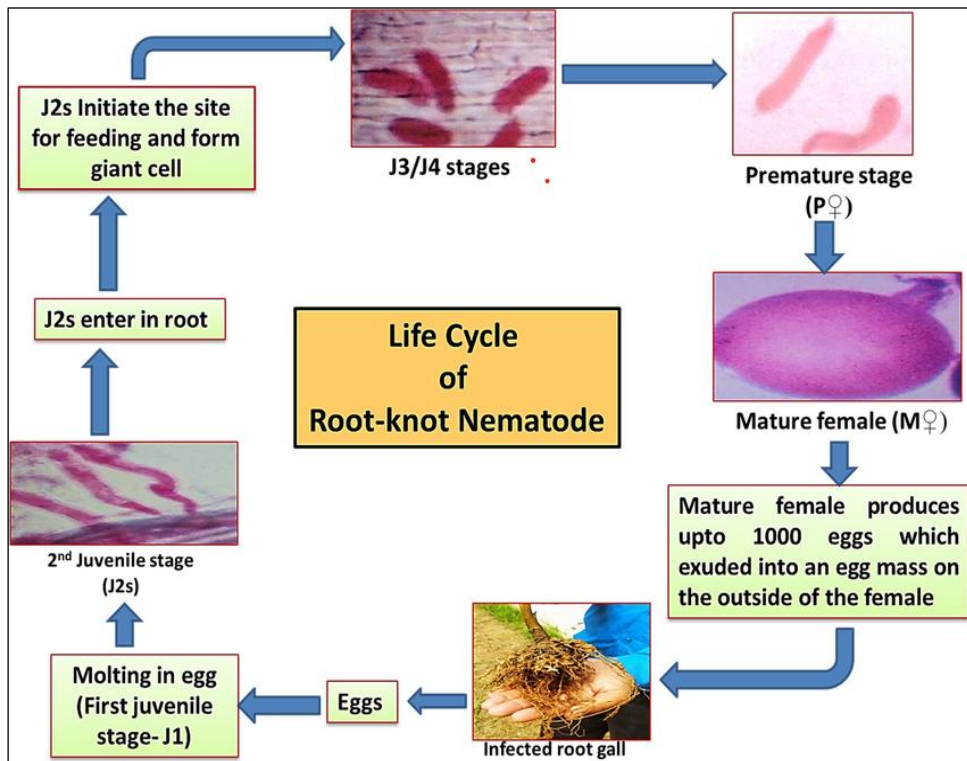 Life Cycle
of
Root-knot Nematode
J2s Initiate the site
for feeding and form
giant cell
J3/J4 stages
Premature stage
(P♀)
Mature female (M♀)
Mature female produces
upto 1000 eggs which
exuded into an egg mass on
the outside of the female
Infected root gall
Eggs
Molting in egg
(First juvenile
stage- J1)
2nd Juvenile stage
(J2s)
J2s enter in root